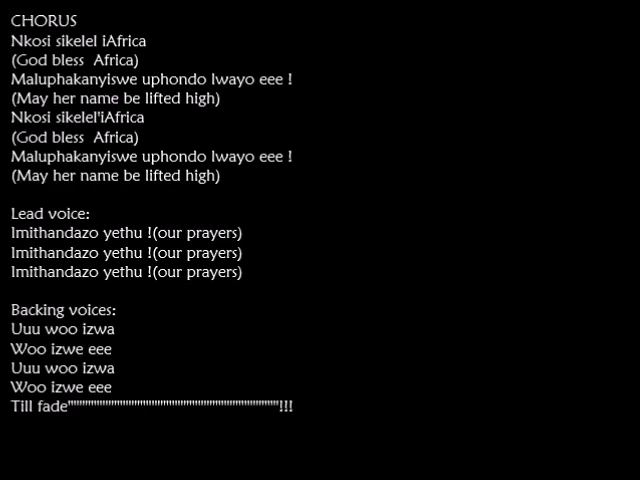 CHORUS
Nkosi sikelel iAfrica
(God bless  Africa)
Maluphakanyiswe uphondo lwayo eee !
(May her name be lifted high)
Nkosi sikelel'iAfrica
(God bless  Africa)
Maluphakanyiswe uphondo lwayo eee !
(May her name be lifted high)
Lead voice:
Imithandazo yethu !(our prayers)
Imithandazo yethu !(our prayers)
Imithandazo yethu !(our prayers)
Backing voices:
Uuu woo izwa
Woo izwe eee
Uuu woo izwa
Woo izwe eee
Till fade""""""""""""""""""""""""""""""""""""!!!